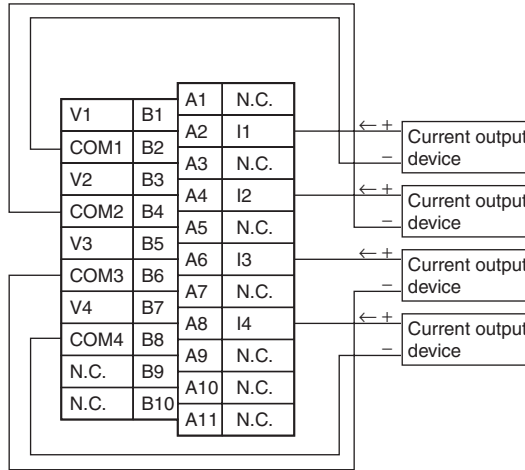 A1 N.C.
V1 B1
A2 I1
← + Current output device
COM1 B2
−
A3 N.C.
V2 B3
A4 I2
← + Current output device
COM2 B4
−
A5 N.C.
V3 B5
A6 I3
← + Current output device
COM3 B6
−
A7 N.C.
V4 B7
A8 I4
← + Current output device
COM4 B8
−
A9 N.C.
N.C. B9
A10 N.C.
N.C. B10
A11 N.C.